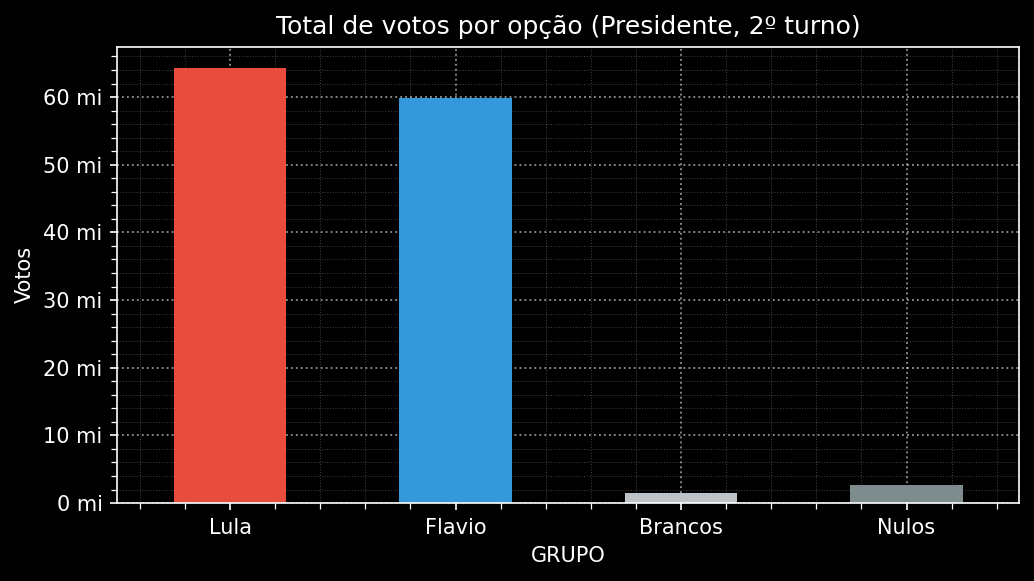 Total de votos por opção (Presidente, 2º turno)
60 mi
50 mi
40 mi
30 mi
20 mi
10 mi
0 mi
Votos
Lula
Flavio
Brancos
Nulos
GRUPO